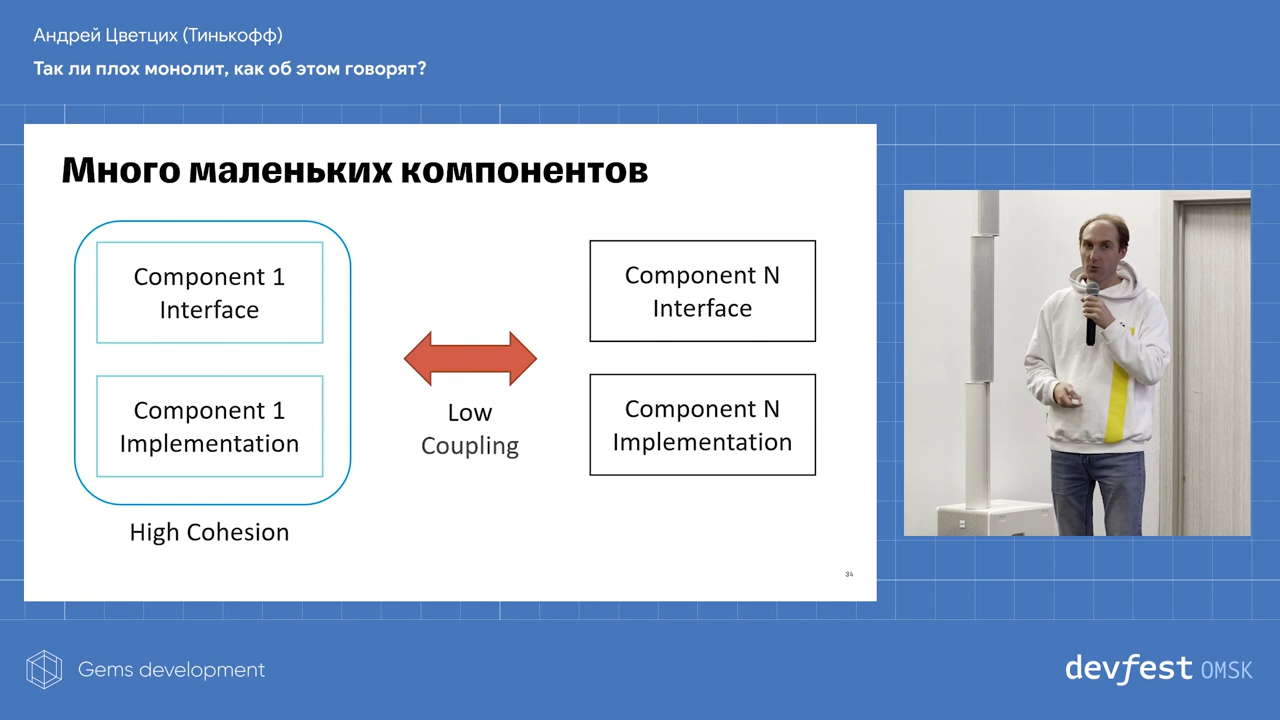 Андрей Цветцих (Тинькофф)
Так ли плох монолит, как об этом говорят?
Много маленьких компонентов
Component 1
Interface
Component 1
Implementation
High Cohesion
Low
Coupling
Component N
Interface
Component N
Implementation
34
Gems development
devfest OMSK